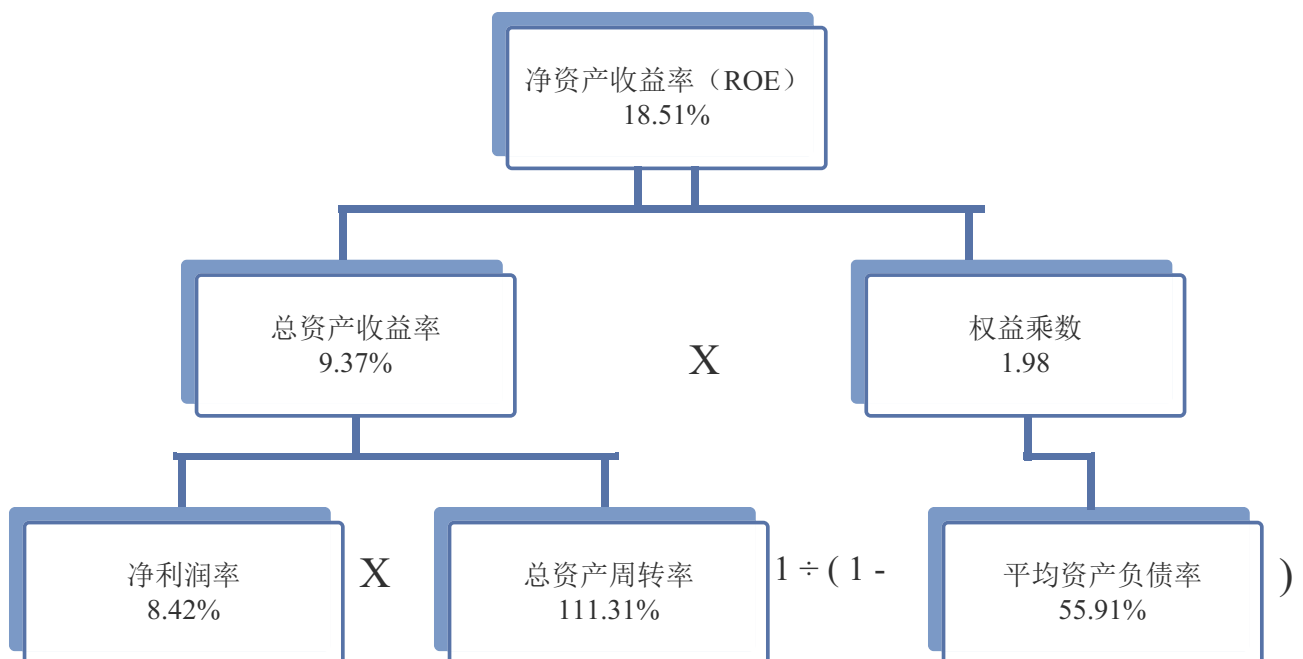 净资产收益率（ROE）
18.51%
总资产收益率
9.37%
X
权益乘数
1.98
净利润率
8.42%
X
总资产周转率
111.31%
1 ÷ ( 1 -
平均资产负债率
55.91%
)